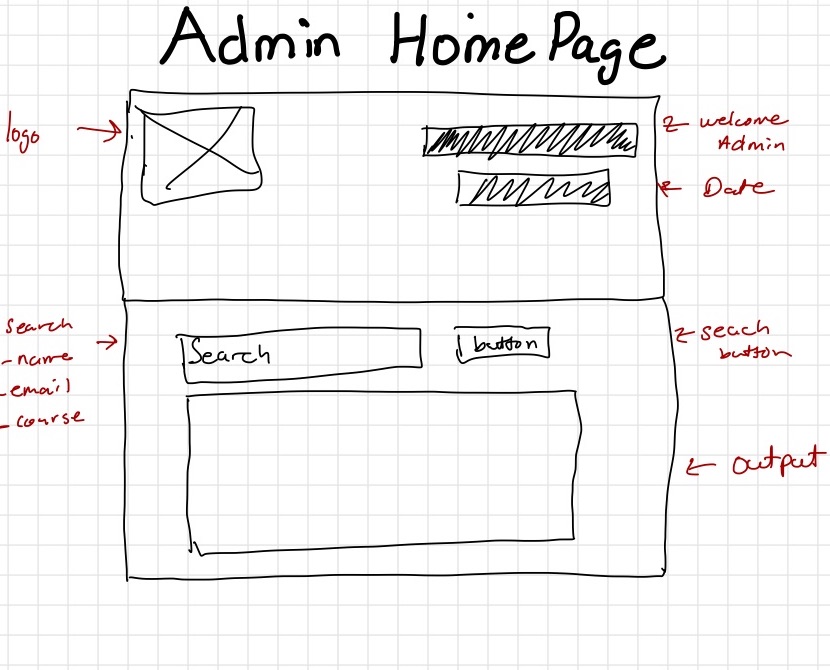 Admin Home Page
logo
welcome
Admin
Date
Search
-name
-email
-course
Search
button
seach
button
output